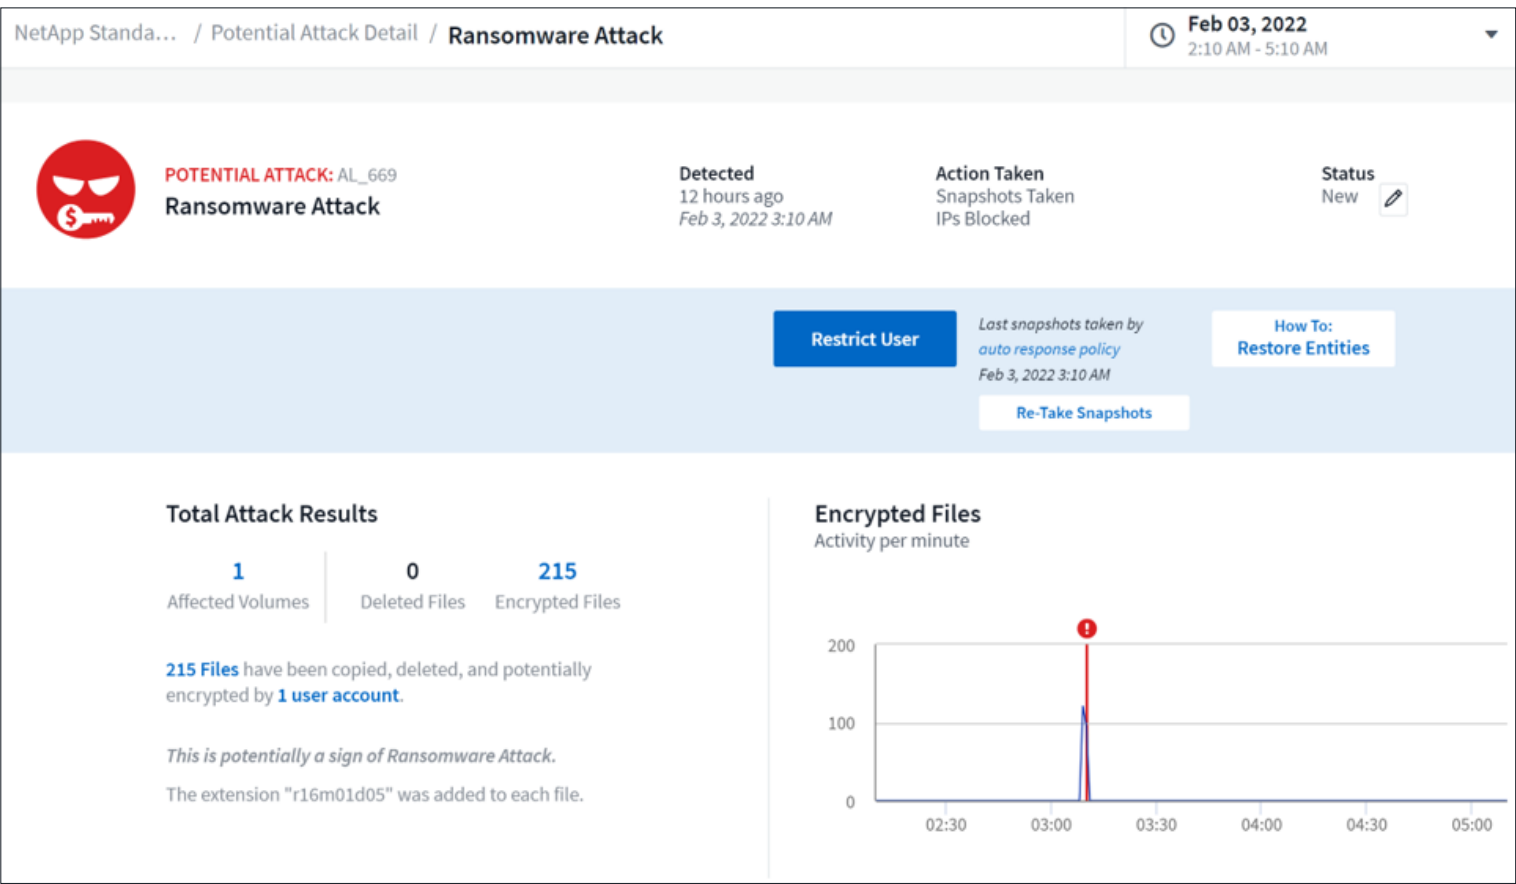 NetApp Standa... / Potential Attack Detail / Ransomware Attack
Feb 03, 2022
2:10 AM - 5:10 AM
POTENTIAL ATTACK: AL_669
Ransomware Attack
Detected
12 hours ago
Feb 3, 2022 3:10 AM
Action Taken
Snapshots Taken
IPs Blocked
Status
New
$
Restrict User
Last snapshots taken by
auto response policy
Feb 3, 2022 3:10 AM
Re-Take Snapshots
How To:
Restore Entities
Total Attack Results
1
Affected Volumes
0
Deleted Files
215
Encrypted Files
215 Files have been copied, deleted, and potentially
encrypted by 1 user account.
This is potentially a sign of Ransomware Attack.
The extension "r16m01d05" was added to each file.
Encrypted Files
Activity per minute
!
200
100
0
02:30 03:00 03:30 04:00 04:30 05:00